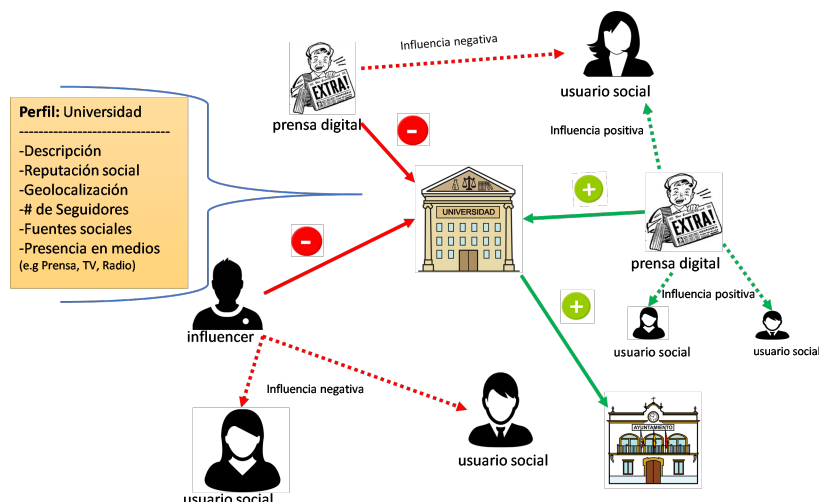 Influencia negativa
usuario social
EXTRA!
prensa digital
Perfil: Universidad
--------------------------------
-Descripción
-Reputación social
-Geolocalización
-# de Seguidores
-Fuentes sociales
-Presencia en medios
(e.g Prensa, TV, Radio)
Influencia positiva
UNIVERSIDAD
EXTRA!
prensa digital
Influencia positiva
usuario social
usuario social
influencer
Influencia negativa
AYUNTAMIENTO
usuario social
usuario social